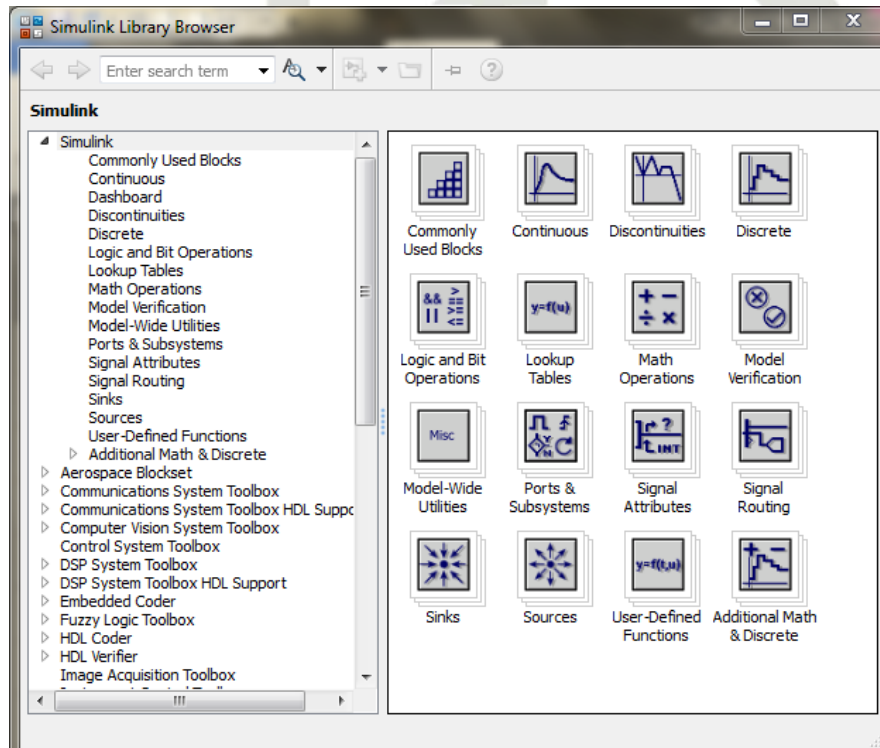 Simulink Library Browser
Enter search term
Simulink
Simulink
Commonly Used Blocks
Continuous
Dashboard
Discontinuities
Discrete
Logic and Bit Operations
Lookup Tables
Math Operations
Model Verification
Model-Wide Utilities
Ports & Subsystems
Signal Attributes
Signal Routing
Sinks
Sources
User-Defined Functions
Additional Math & Discrete
Aerospace Blockset
Communications System Toolbox
Communications System Toolbox HDL Suppc
Computer Vision System Toolbox
Control System Toolbox
DSP System Toolbox
DSP System Toolbox HDL Support
Embedded Coder
Fuzzy Logic Toolbox
HDL Coder
HDL Verifier
Image Acquisition Toolbox
Commonly
Used Blocks
Continuous
Discontinuities
Discrete
&& >
==
|| >=
<=
Logic and Bit
Operations
y=f(u)
Lookup
Tables
+ −
÷ ×
Math
Operations
Model
Verification
Misc
Model-Wide
Utilities
Y
N
Ports &
Subsystems
?
INT
Signal
Attributes
Signal
Routing
Sinks
Sources
y=f(t,u)
User-Defined
Functions
+ −
Additional Math
& Discrete